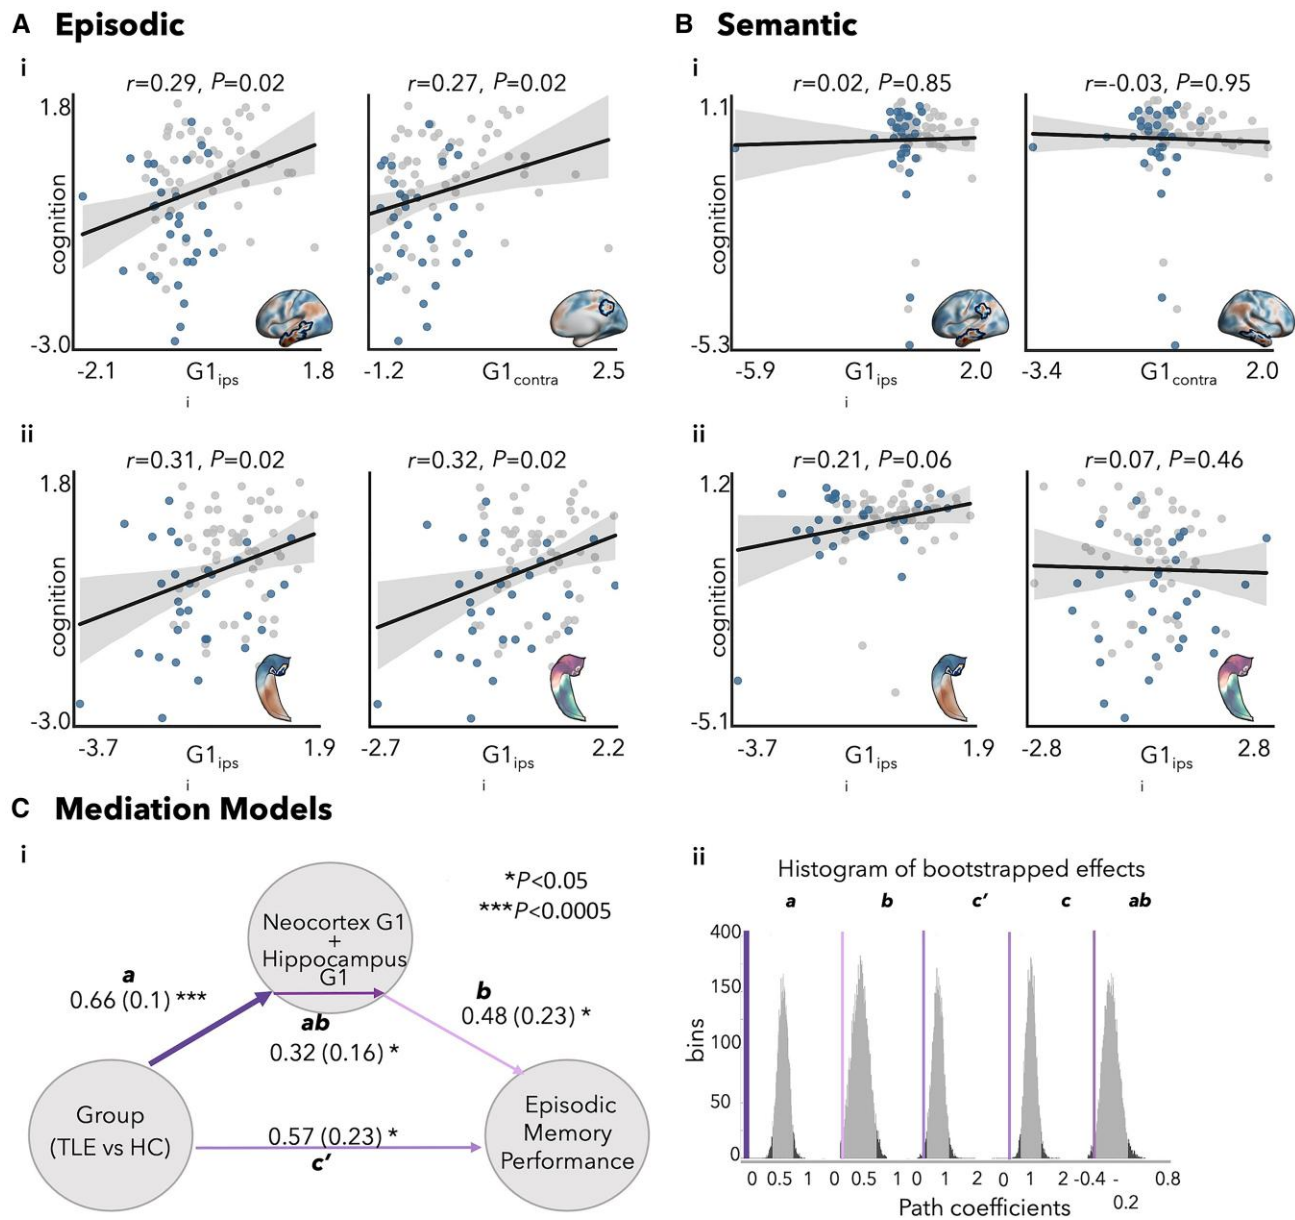 A Episodic
i
r=0.29, P=0.02
r=0.27, P=0.02
1.8
cognition
-3.0
-2.1 G1ips 1.8
i
-1.2 G1contra 2.5
ii
r=0.31, P=0.02
r=0.32, P=0.02
1.8
cognition
-3.0
-3.7 G1ips 1.9
i
-2.7 G1ips 2.2
i
B Semantic
i
r=0.02, P=0.85
r=-0.03, P=0.95
1.1
cognition
-5.3
-5.9 G1ips 2.0
i
-3.4 G1contra 2.0
ii
r=0.21, P=0.06
r=0.07, P=0.46
1.2
cognition
-5.1
-3.7 G1ips 1.9
i
-2.8 G1ips 2.8
i
C Mediation Models
i
*P<0.05
***P<0.0005
Neocortex G1
+
Hippocampus
G1
a
0.66 (0.1) ***
b
0.48 (0.23) *
ab
0.32 (0.16) *
Group
(TLE vs HC)
0.57 (0.23) *
c'
Episodic
Memory
Performance
ii
Histogram of bootstrapped effects
a b c' c ab
400
150
100
50
0
bins
0 0.5 1 0 0.5 1 0 1 2 0 1 2 -0.4 - 0.8
0.2
Path coefficients